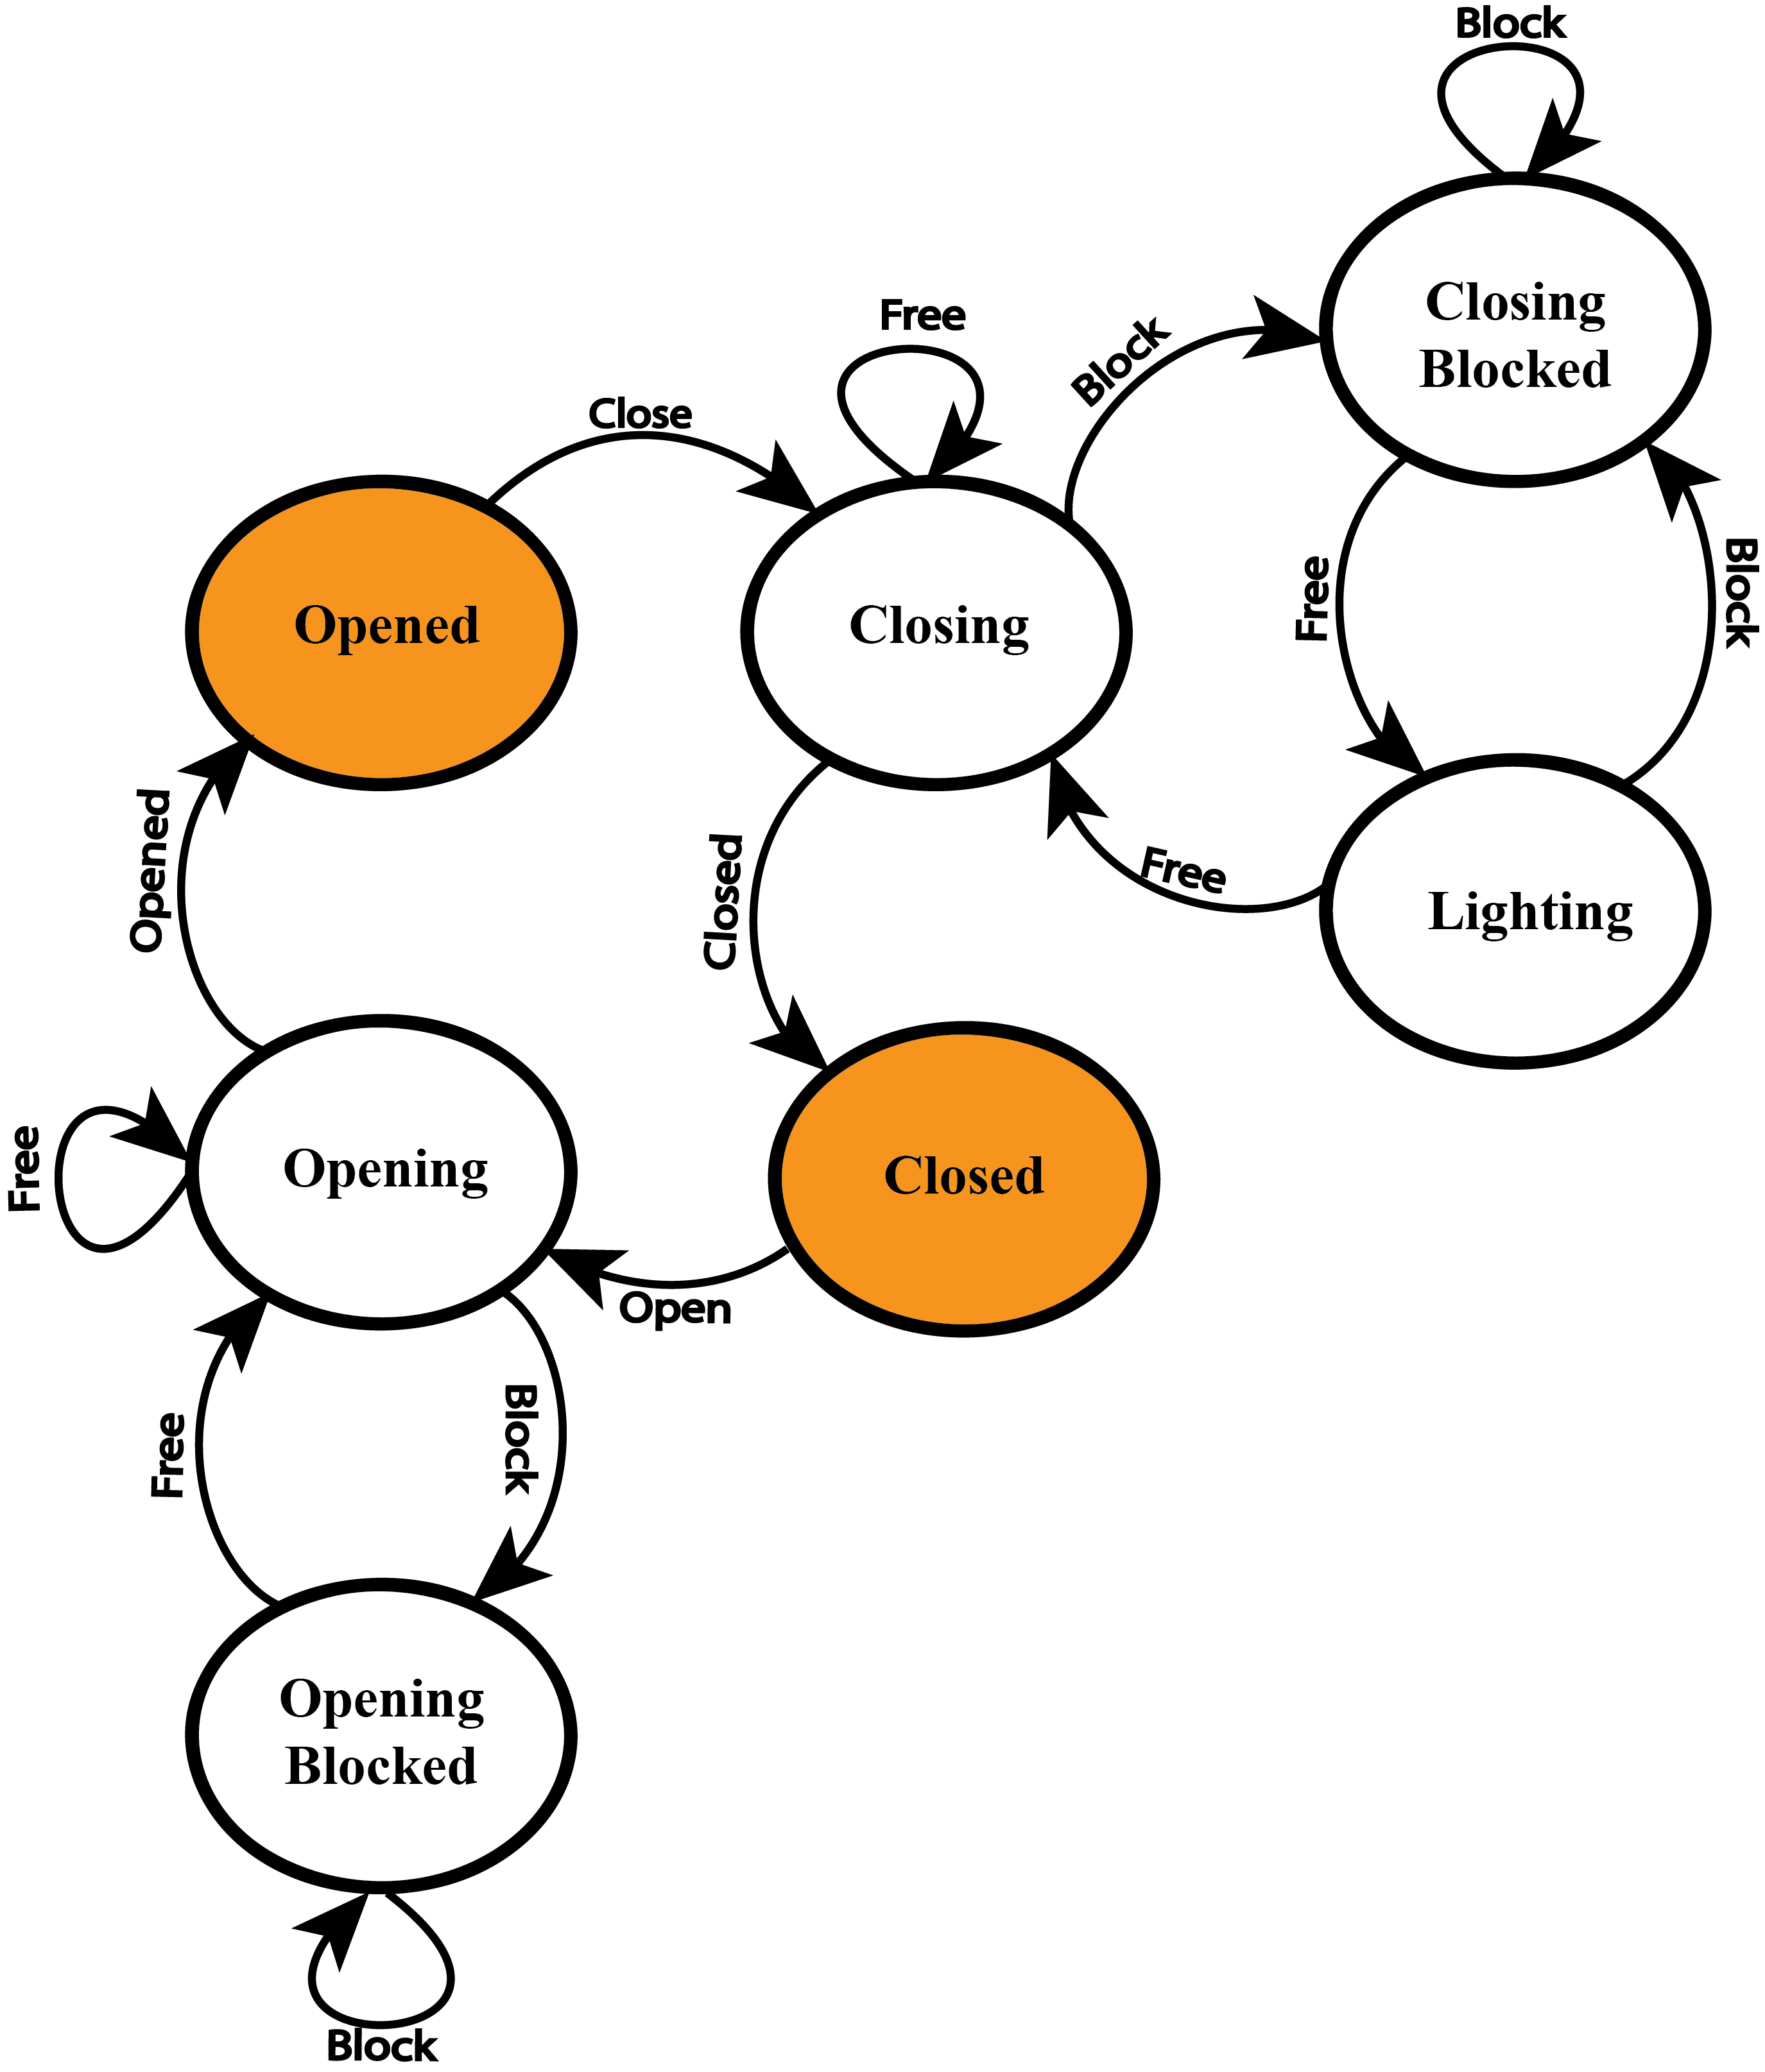 Block
Closing
Blocked
Free
Block
Close
Opened
Closing
Free
Block
Opened
Closed
Free
Lighting
Free
Opening
Closed
Open
Free
Block
Opening
Blocked
Block